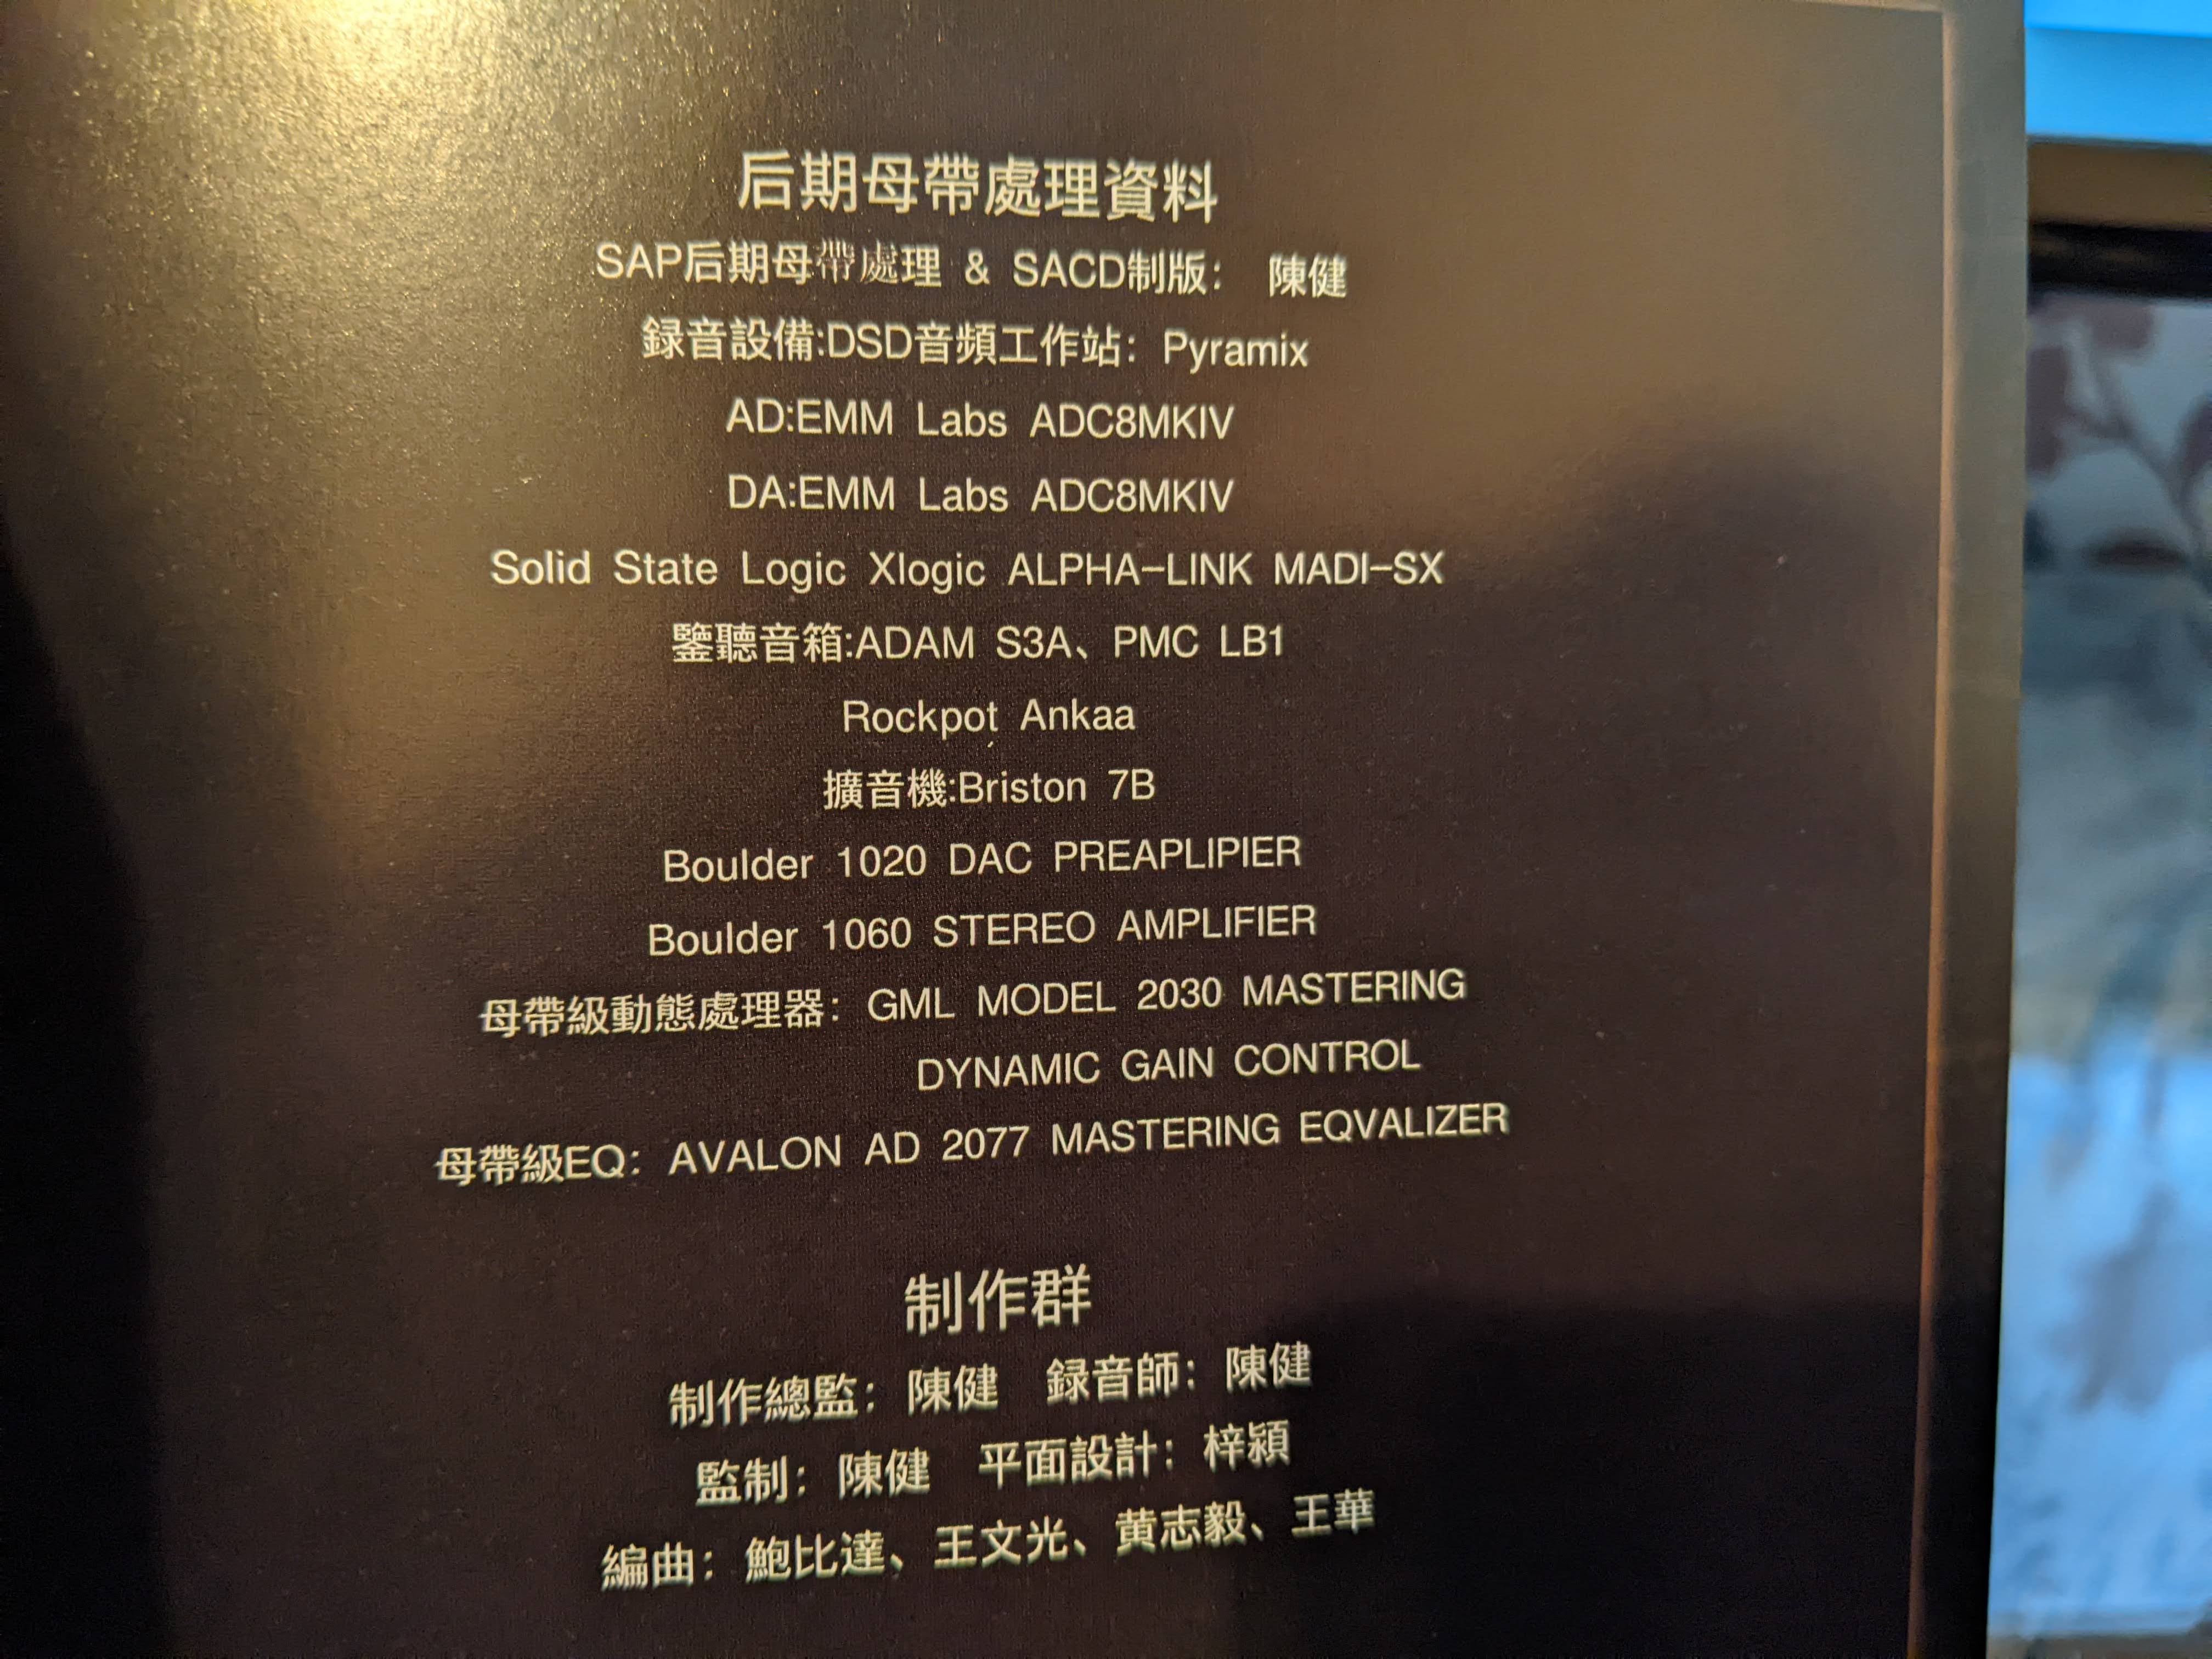 后期母帶處理資料
SAP后期母帶處理 & SACD制版： 陳健
録音設備:DSD音頻工作站： Pyramix
AD:EMM Labs ADC8MKIV
DA:EMM Labs ADC8MKIV
Solid State Logic Xlogic ALPHA-LINK MADI-SX
鑒聽音箱:ADAM S3A、PMC LB1
Rockpot Ankaa
擴音機:Briston 7B
Boulder 1020 DAC PREAPLIPIER
Boulder 1060 STEREO AMPLIFIER
母帶級動態處理器： GML MODEL 2030 MASTERING
DYNAMIC GAIN CONTROL
母帶級EQ： AVALON AD 2077 MASTERING EQVALIZER
制作群
制作總監： 陳健 録音師： 陳健
監制： 陳健 平面設計： 梓穎
編曲： 鮑比達、王文光、黄志毅、王華